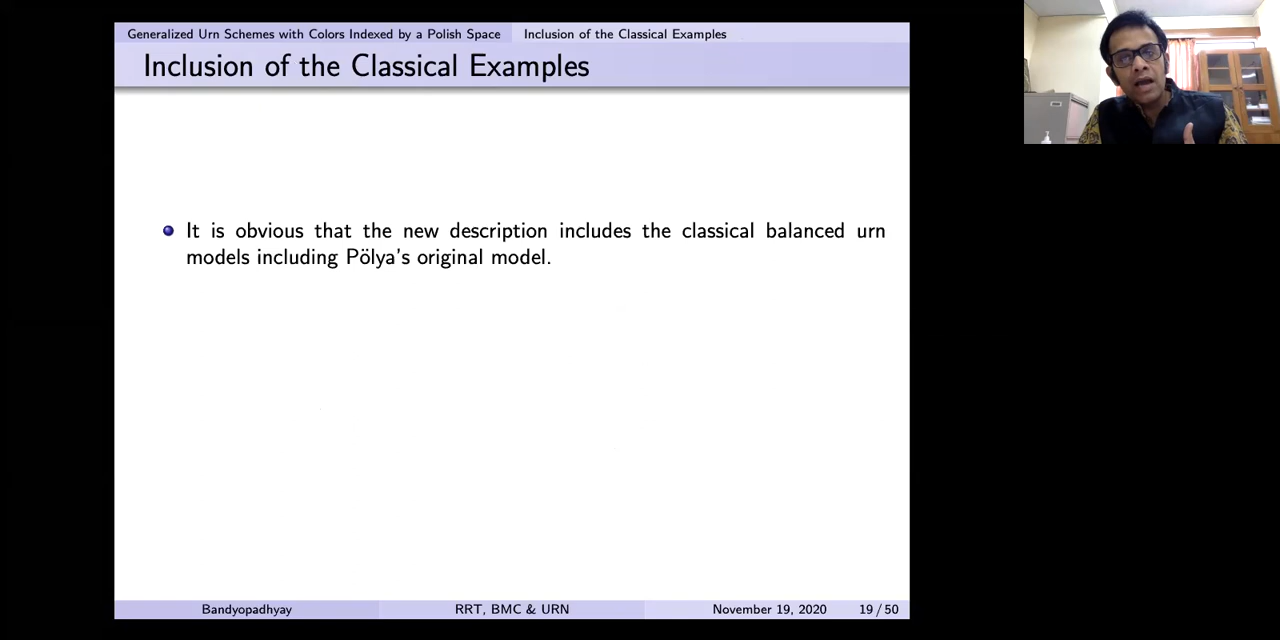 Generalized Urn Schemes with Colors Indexed by a Polish Space Inclusion of the Classical Examples
Inclusion of the Classical Examples
It is obvious that the new description includes the classical balanced urn
models including Pölya's original model.
Bandyopadhyay RRT, BMC & URN November 19, 2020 19 / 50